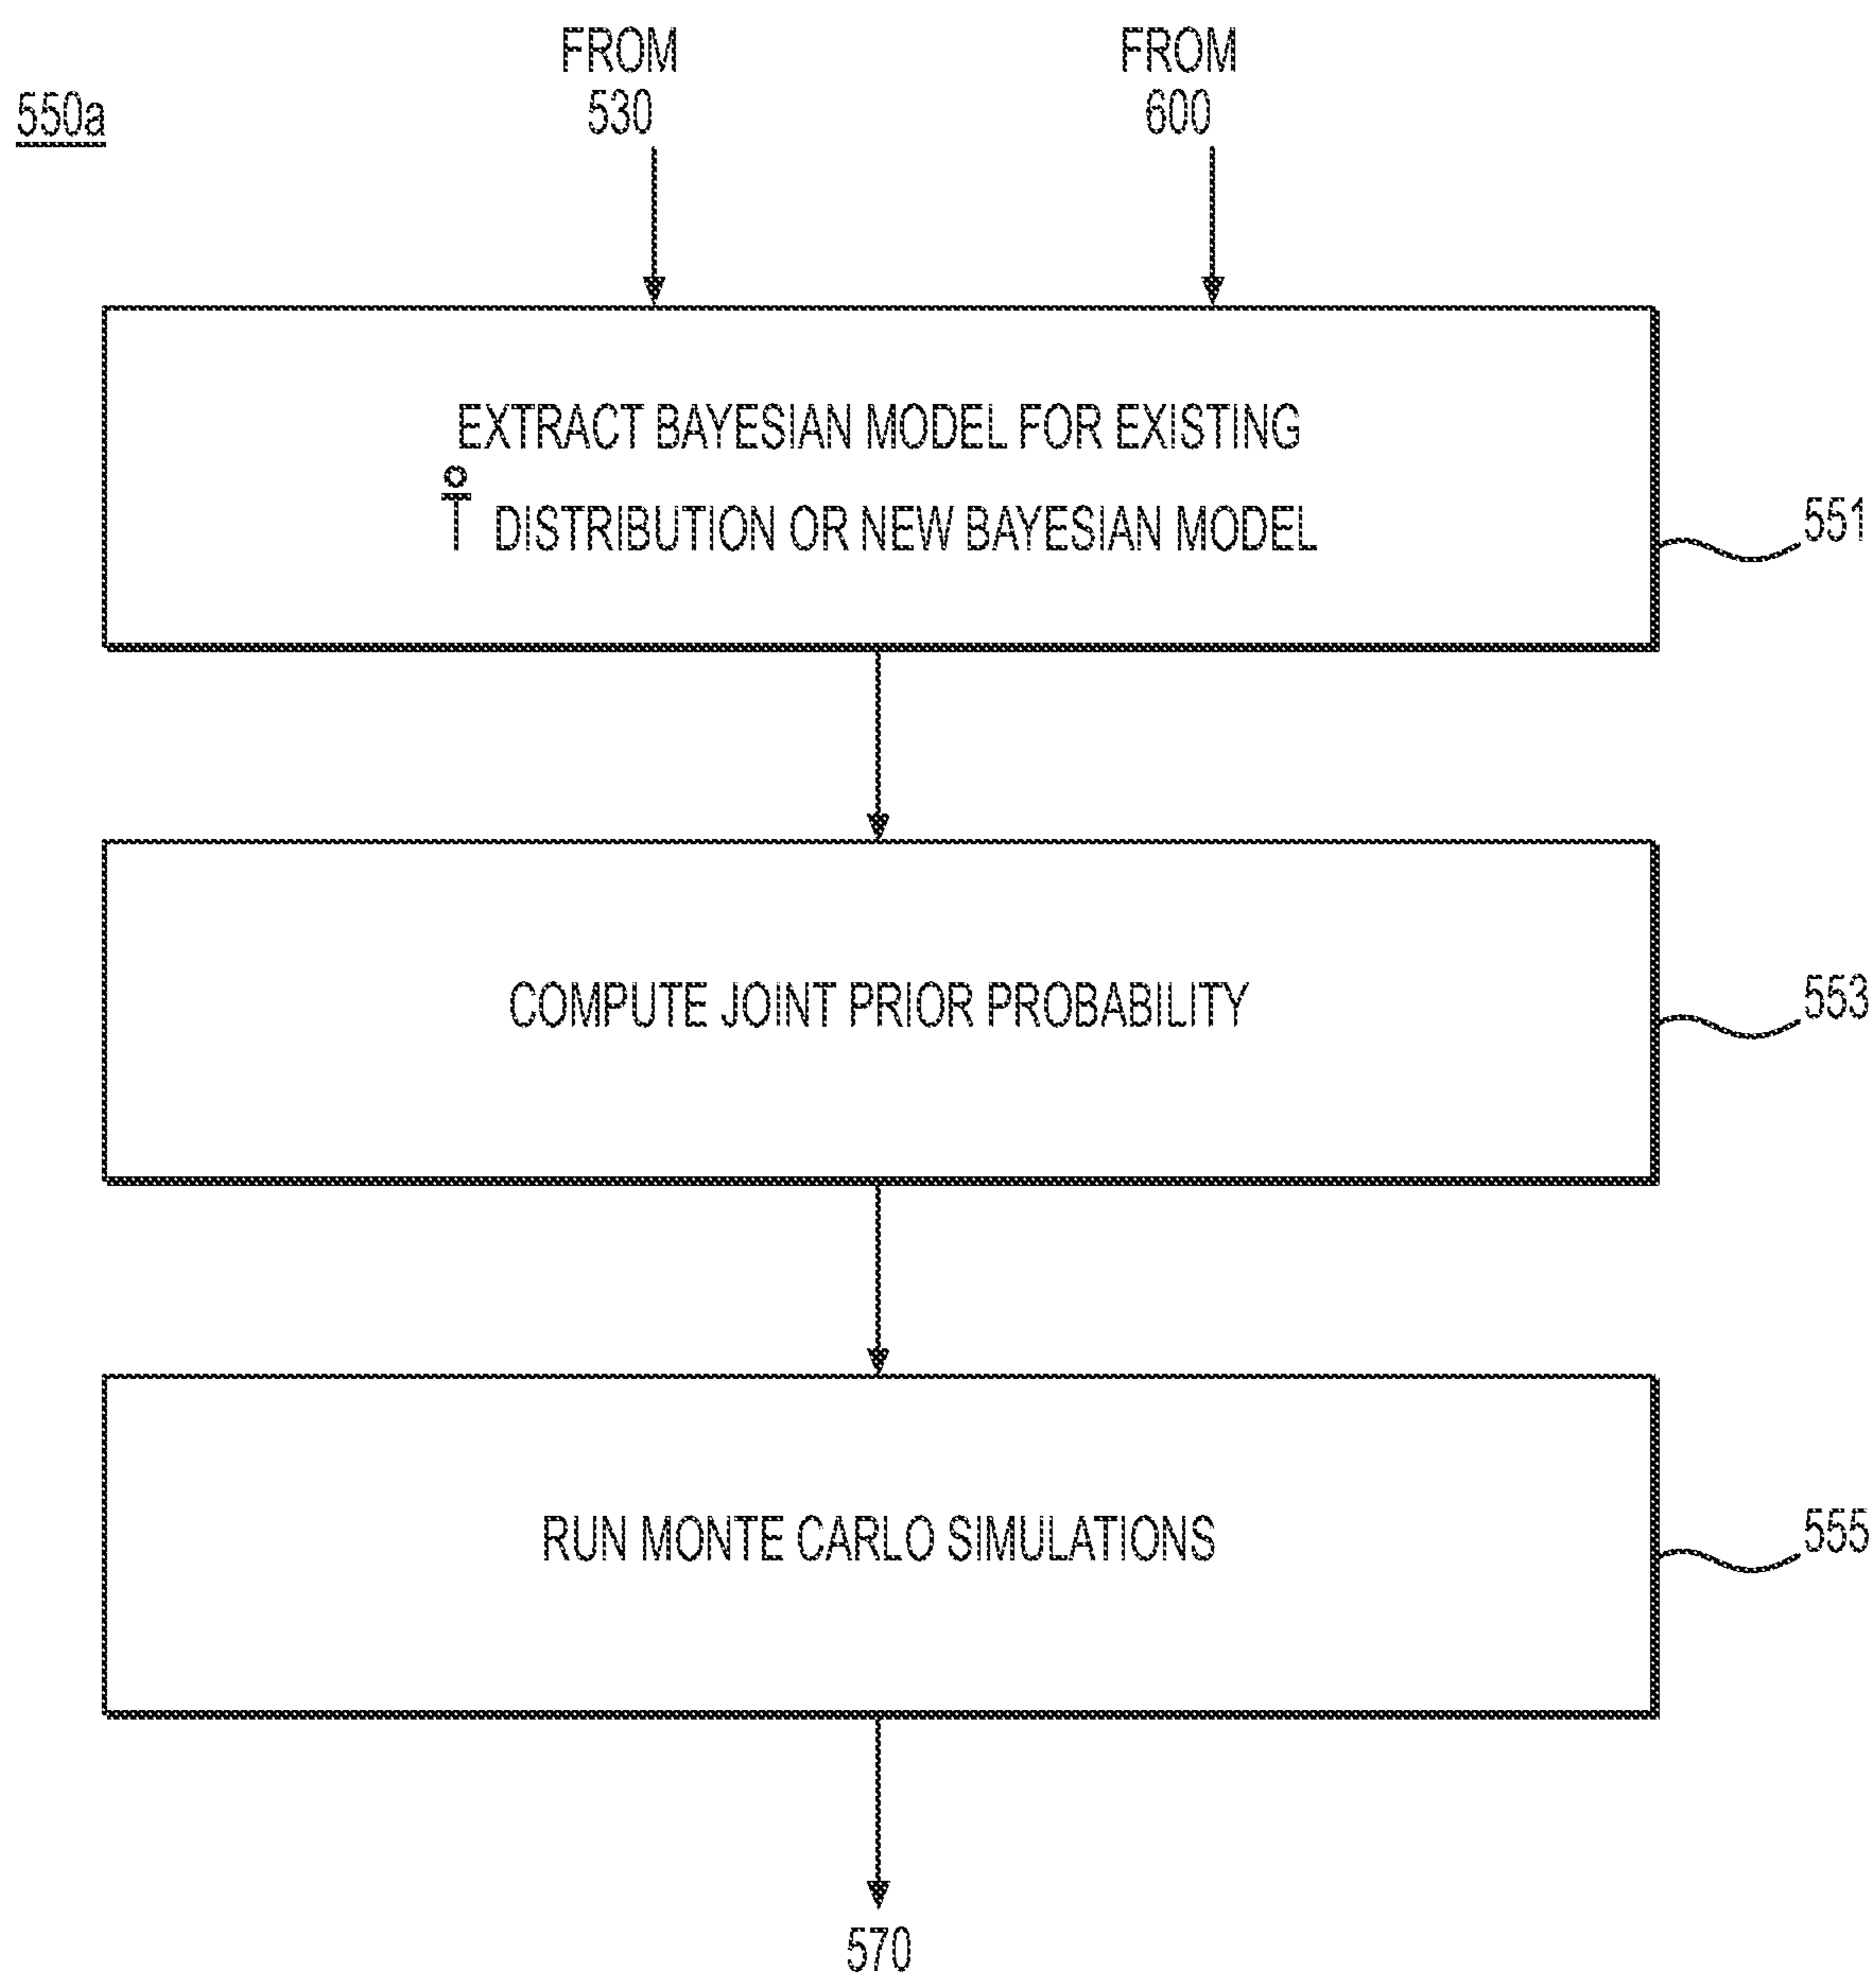 550a
FROM
530
FROM
600
EXTRACT BAYESIAN MODEL FOR EXISTING
T̊ DISTRIBUTION OR NEW BAYESIAN MODEL
551
COMPUTE JOINT PRIOR PROBABILITY
553
RUN MONTE CARLO SIMULATIONS
555
570